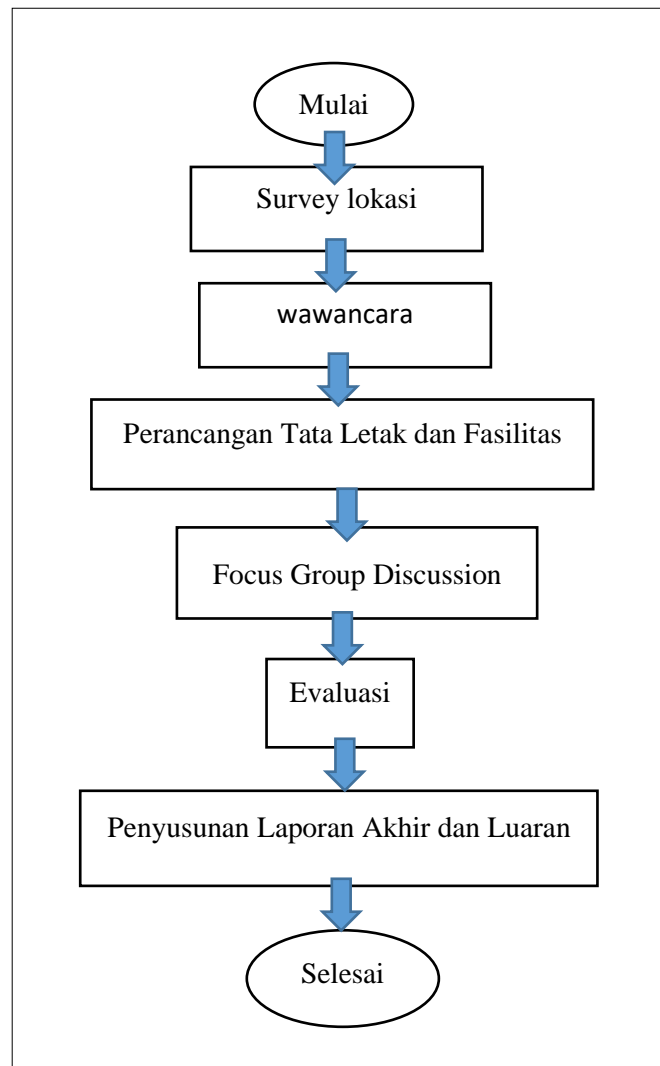 Mulai
Survey lokasi
wawancara
Perancangan Tata Letak dan Fasilitas
Focus Group Discussion
Evaluasi
Penyusunan Laporan Akhir dan Luaran
Selesai